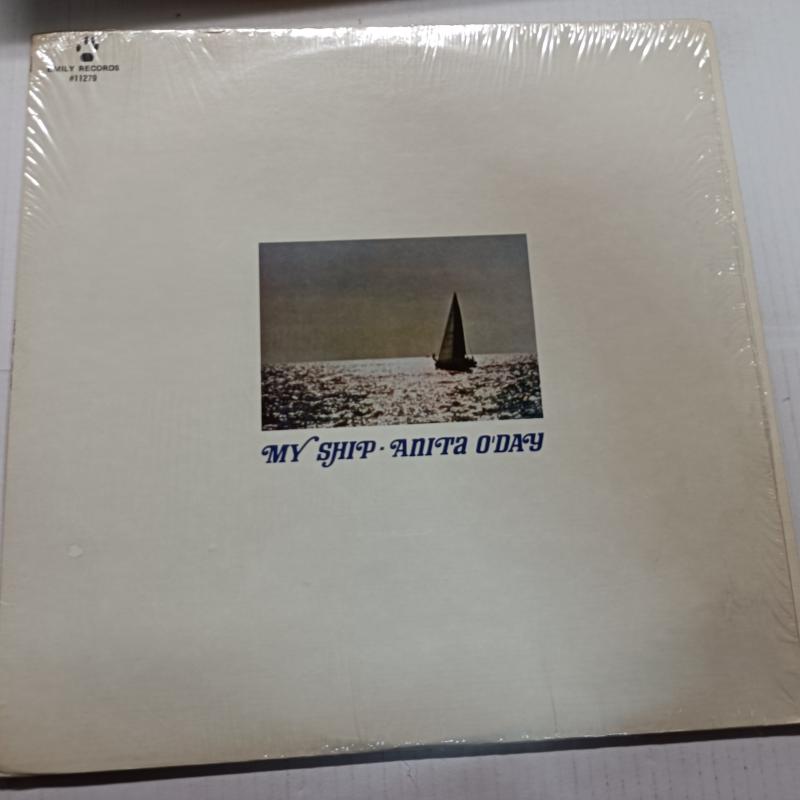 EMILY RECORDS
#11279
MY SHIP · ANITA O'DAY